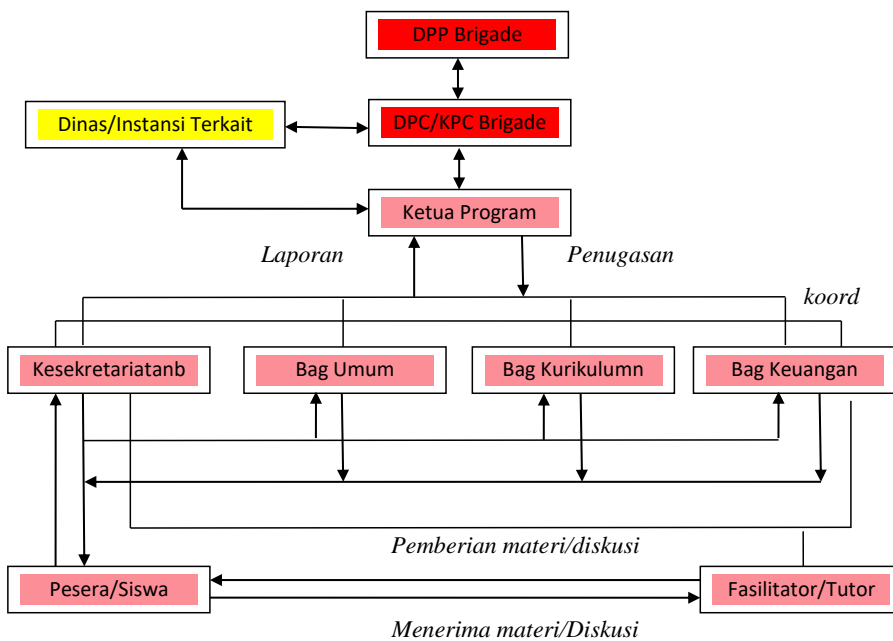 DPP Brigade
Dinas/Instansi Terkait
DPC/KPC Brigade
Ketua Program
Laporan
Penugasan
koord
Kesekretariatanb
Bag Umum
Bag Kurikulumn
Bag Keuangan
Pemberian materi/diskusi
Pesera/Siswa
Fasilitator/Tutor
Menerima materi/Diskusi